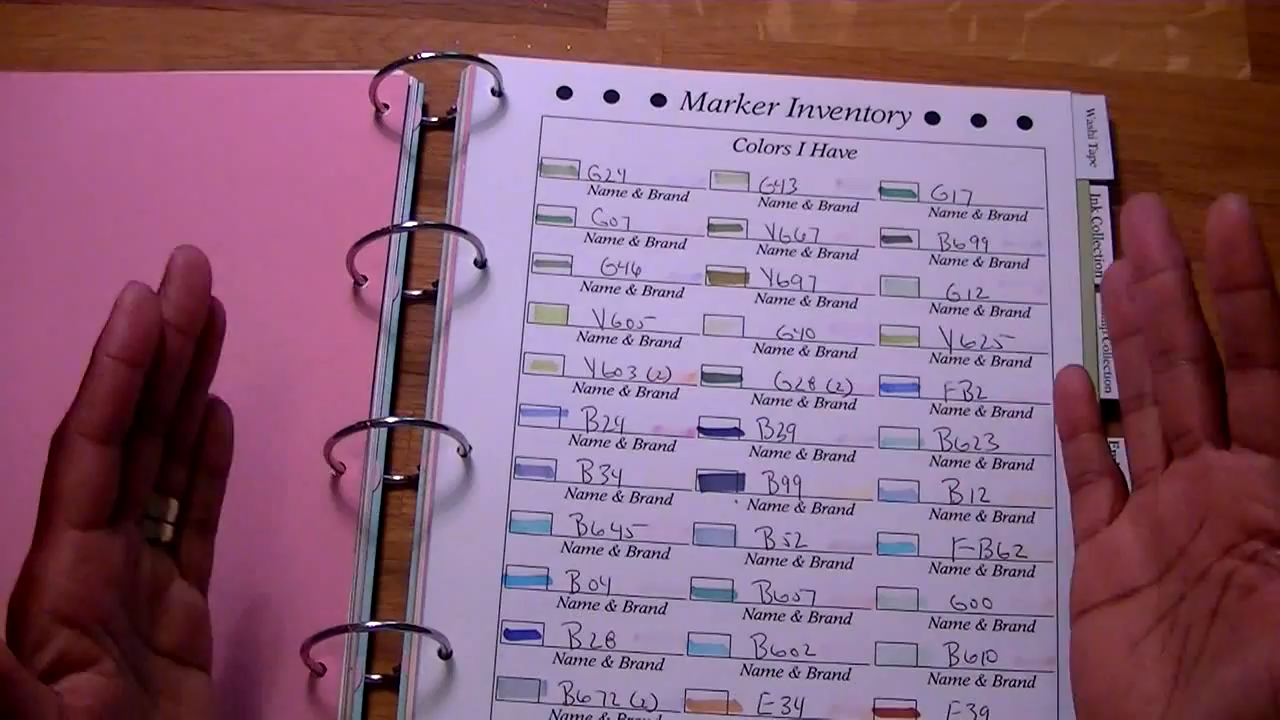 Marker Inventory
Colors I Have
G24 G43 G17
Name & Brand Name & Brand Name & Brand
G07 YG67 BG99
Name & Brand Name & Brand Name & Brand
G46 YG97 G12
Name & Brand Name & Brand Name & Brand
YG05 G40 YG25
Name & Brand Name & Brand Name & Brand
YG03 (2) G28 (2) FB2
Name & Brand Name & Brand Name & Brand
B24 B39 BG23
Name & Brand Name & Brand Name & Brand
B34 B99 B12
Name & Brand Name & Brand Name & Brand
BG45 B52
Name & Brand Name & Brand Name & Brand
B04 BG57 G00
Name & Brand Name & Brand Name & Brand
B28 BG02 BG10
Name & Brand Name & Brand Name & Brand
BG72 (2) E34 E39
Name & Brand
Washi Tape
Ink Collection
Collection